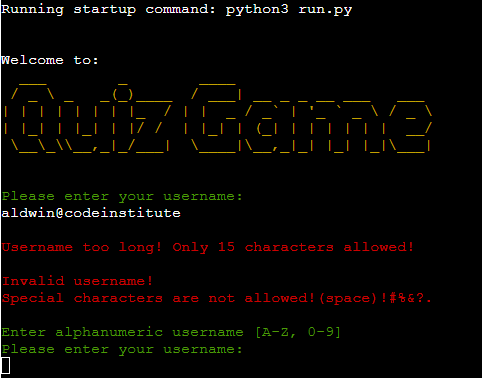 Running startup command: python3 run.py
Welcome to:
Quiz Game
Please enter your username:
aldwin@codeinstitute
Username too long! Only 15 characters allowed!
Invalid username!
Special characters are not allowed!(space)!#%&?.
Enter alphanumeric username [A-Z, 0-9]
Please enter your username: